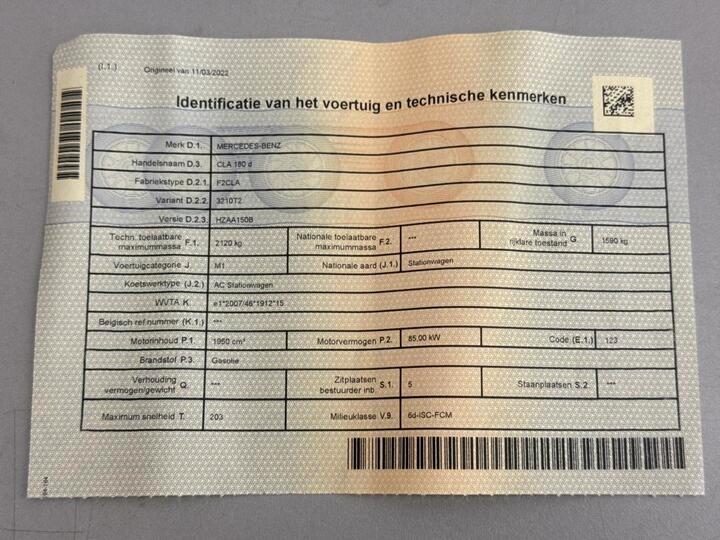 (I.1.) Origineel van 11/03/2022
Identificatie van het voertuig en technische kenmerken
Merk D.1. MERCEDES-BENZ
Handelsnaam D.3. CLA 180 d
Fabriekstype D.2.1. F2CLA
Variant D.2.2. 3210T2
Versie D.2.3. HZAA150B
Techn. toelaatbare maximummassa F.1. 2120 kg Nationale toelaatbare maximummassa F.2. *** Massa in rijklare toestand G 1590 kg
Voertuigcategorie J. M1 Nationale aard (J.1.) Stationwagen
Koetswerktype (J.2.) AC Stationwagen
WVTA K. e1*2007/46*1912*15
Belgisch ref.nummer (K.1.) ***
Motorinhoud P.1. 1950 cm³ Motorvermogen P.2. 85.00 kW Code (E.1.) 123
Brandstof P.3. Gasolie
Verhouding vermogen/gewicht Q. *** Zitplaatsen bestuurder inb. S.1. 5 Staanplaatsen S.2. ***
Maximum snelheid T. 203 Milieuklasse V.9. 6d-ISC-FCM